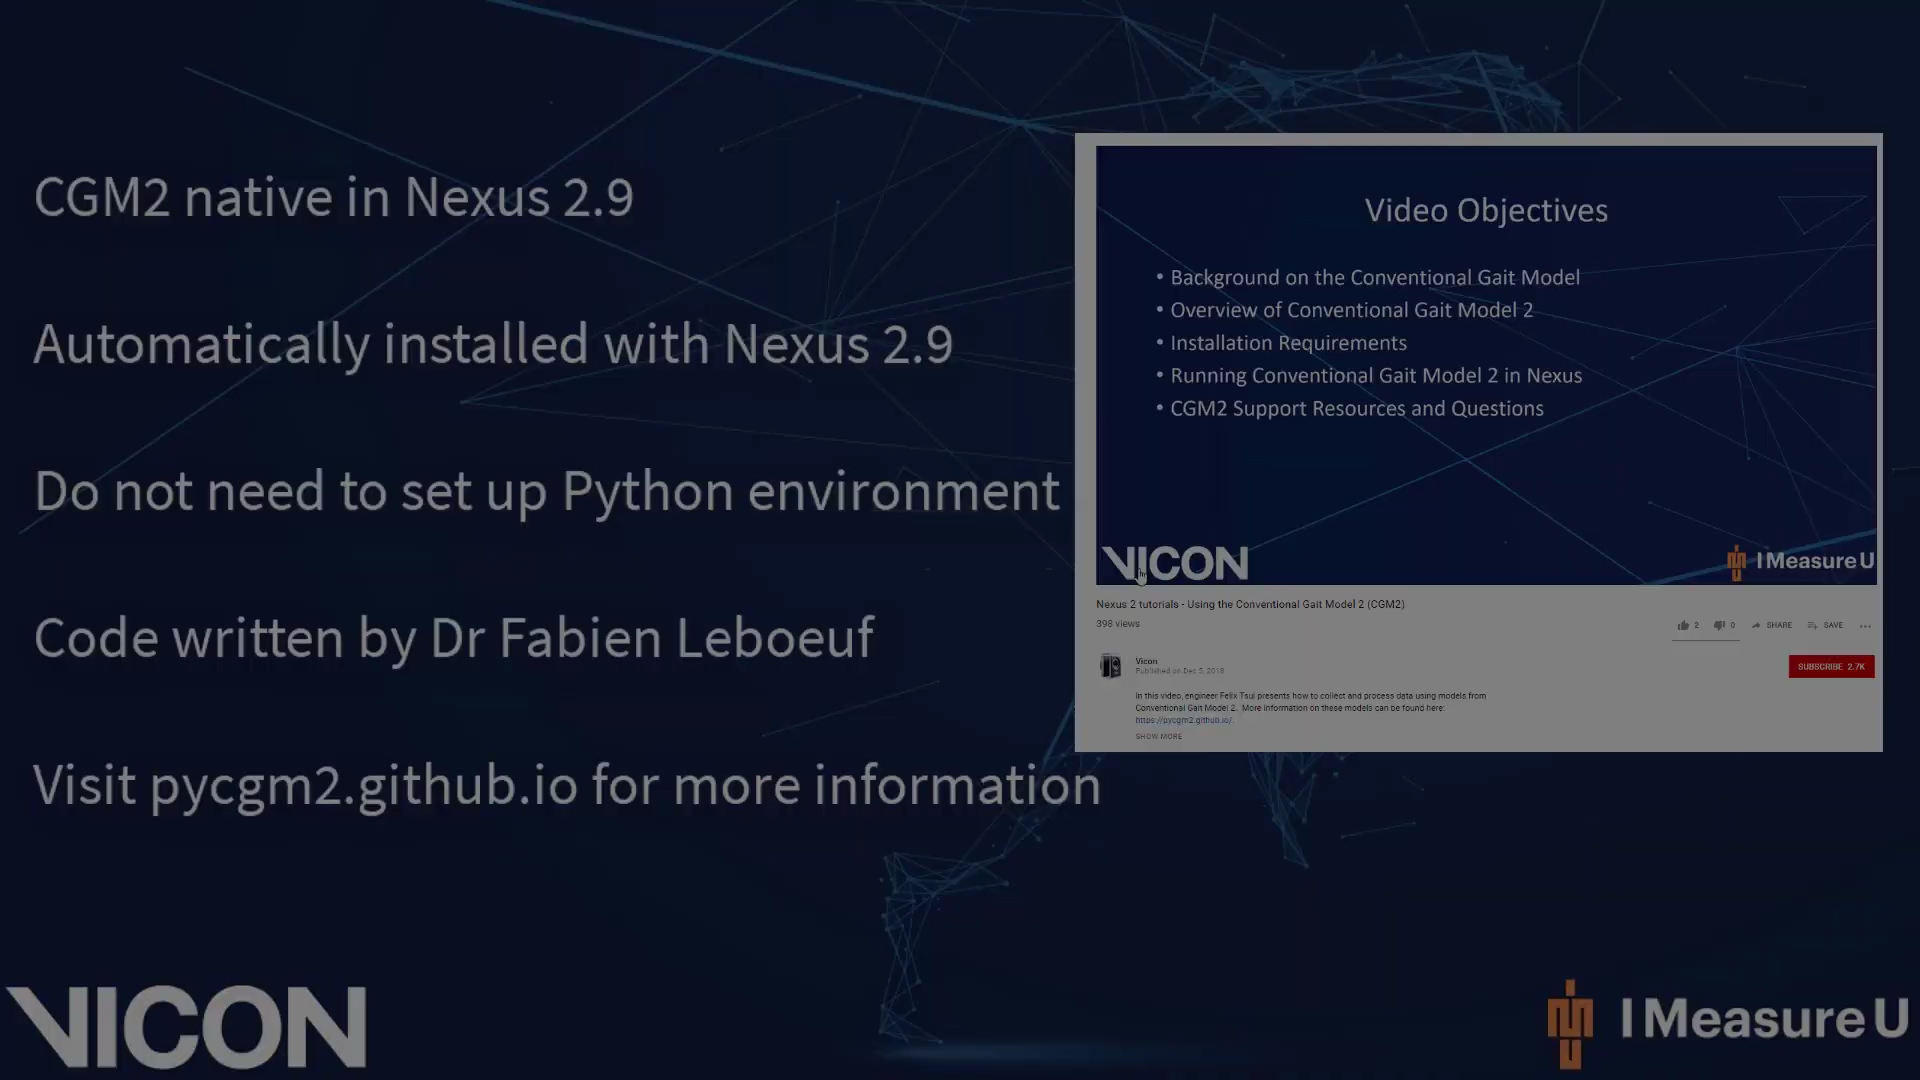 CGM2 native in Nexus 2.9
Automatically installed with Nexus 2.9
Do not need to set up Python environment
Code written by Dr Fabien Leboeuf
Visit pycgm2.github.io for more information
Video Objectives
• Background on the Conventional Gait Model
• Overview of Conventional Gait Model 2
• Installation Requirements
• Running Conventional Gait Model 2 in Nexus
• CGM2 Support Resources and Questions
VICON
I MeasureU
Nexus 2 tutorials - Using the Conventional Gait Model 2 (CGM2)
398 views
2 0 SHARE SAVE
Vicon
Published on Dec 5, 2018
SUBSCRIBE 2.7K
In this video, engineer Felix Tsui presents how to collect and process data using models from
Conventional Gait Model 2. More information on these models can be found here:
https://pycgm2.github.io/.
SHOW MORE
VICON
I MeasureU